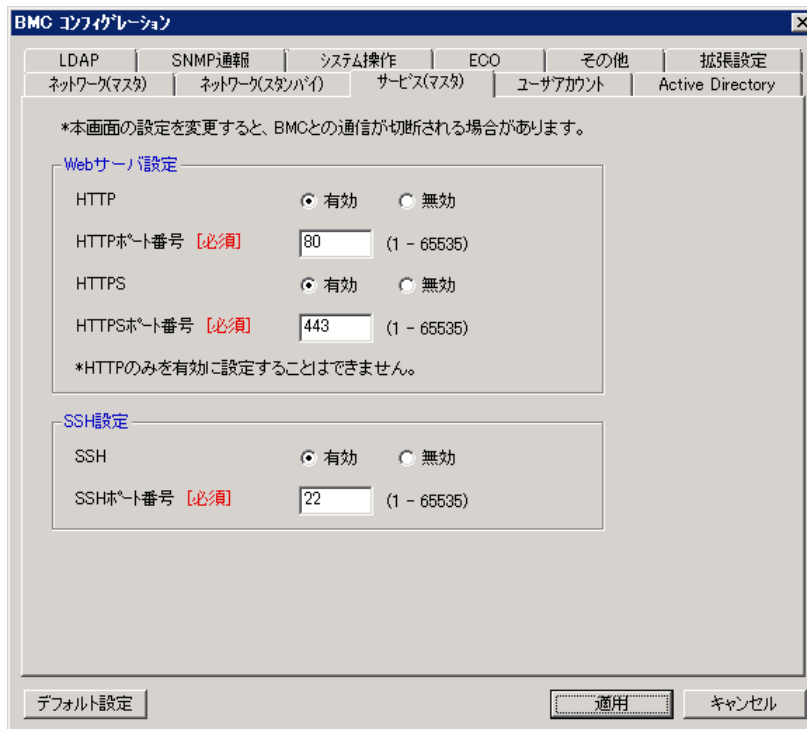 BMC ｺﾝﾌｨｸﾞﾚｰｼｮﾝ
LDAP SNMP通報 ｼｽﾃﾑ操作 ECO その他 拡張設定
ﾈｯﾄﾜｰｸ(ﾏｽﾀ) ﾈｯﾄﾜｰｸ(ｽﾀﾝﾊﾞｲ) ｻｰﾋﾞｽ(ﾏｽﾀ) ﾕｰｻﾞｱｶｳﾝﾄ Active Directory
*本画面の設定を変更すると、BMCとの通信が切断される場合があります。
Webサーバ設定
HTTP 有効 無効
HTTPﾎﾟｰﾄ番号 [必須] 80 (1 - 65535)
HTTPS 有効 無効
HTTPSﾎﾟｰﾄ番号 [必須] 443 (1 - 65535)
*HTTPのみを有効に設定することはできません。
SSH設定
SSH 有効 無効
SSHﾎﾟｰﾄ番号 [必須] 22 (1 - 65535)
デフォルト設定 適用 キャンセル